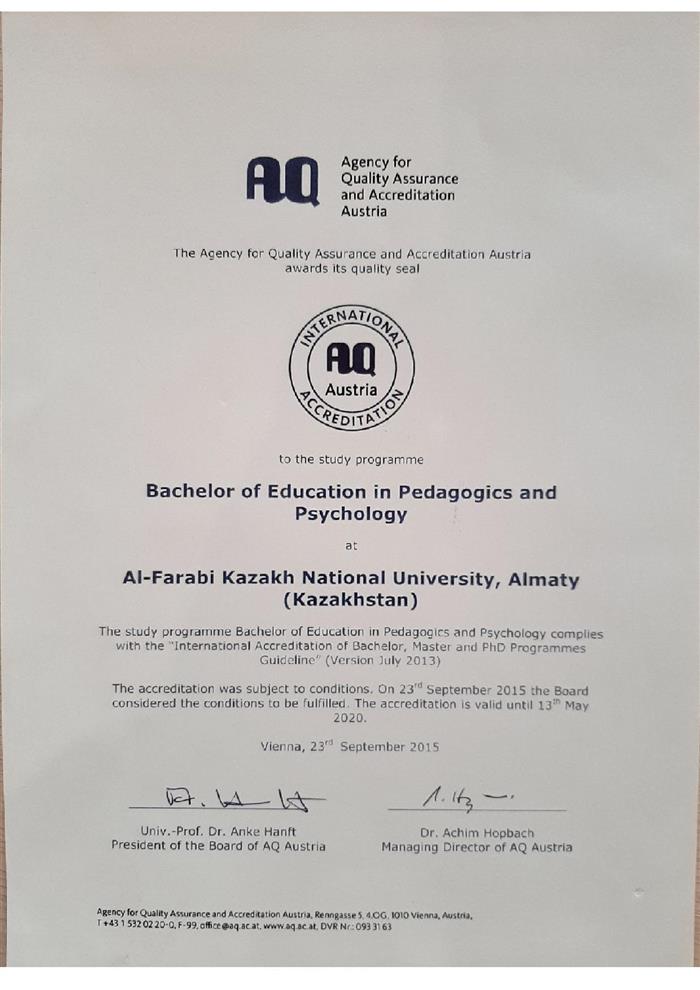 AQ
Agency for
Quality Assurance
and Accreditation
Austria
The Agency for Quality Assurance and Accreditation Austria
awards its quality seal
INTERNATIONAL
AQ
Austria
ACCREDITATION
to the study programme
Bachelor of Education in Pedagogics and
Psychology
at
Al-Farabi Kazakh National University, Almaty
(Kazakhstan)
The study programme Bachelor of Education in Pedagogics and Psychology complies
with the "International Accreditation of Bachelor, Master and PhD Programmes
Guideline" (Version July 2013)
The accreditation was subject to conditions. On 23rd September 2015 the Board
considered the conditions to be fulfilled. The accreditation is valid until 13th May
2020.
Vienna, 23rd September 2015
Univ.-Prof. Dr. Anke Hanft
President of the Board of AQ Austria
Dr. Achim Hopbach
Managing Director of AQ Austria
Agency for Quality Assurance and Accreditation Austria, Renngasse 5, 4.OG, 1010 Vienna, Austria,
T +43 1 532 02 20-0, F-99, office@aq.ac.at, www.aq.ac.at, DVR Nr.: 093 31 63